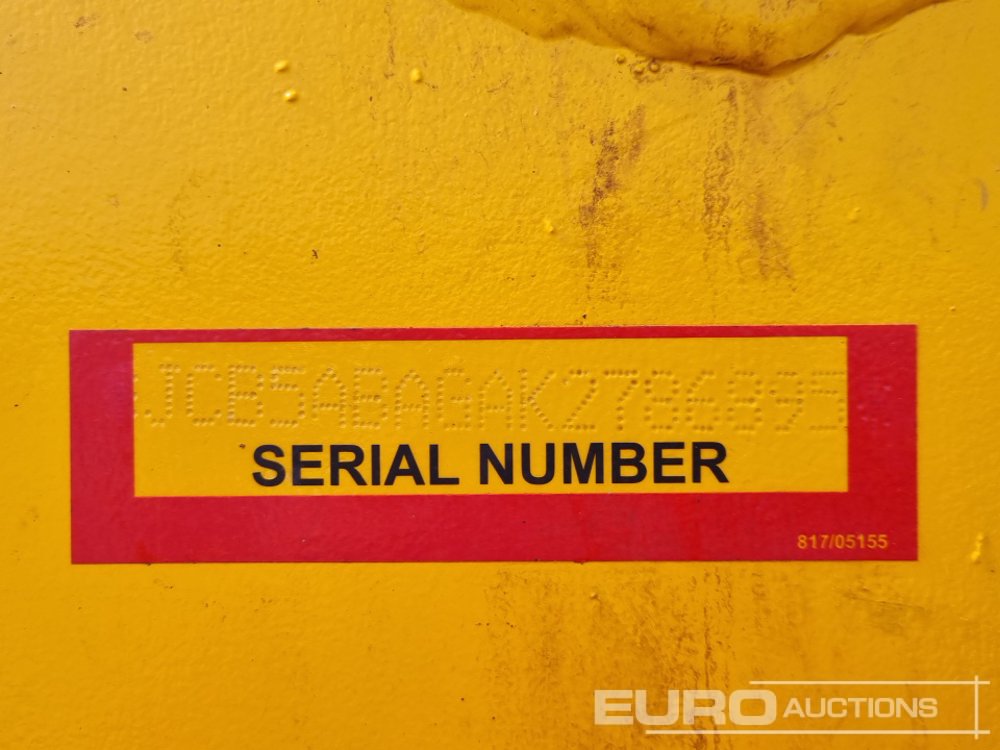 JCB5ABAGAK2786895
SERIAL NUMBER
817/05155
EURO AUCTIONS